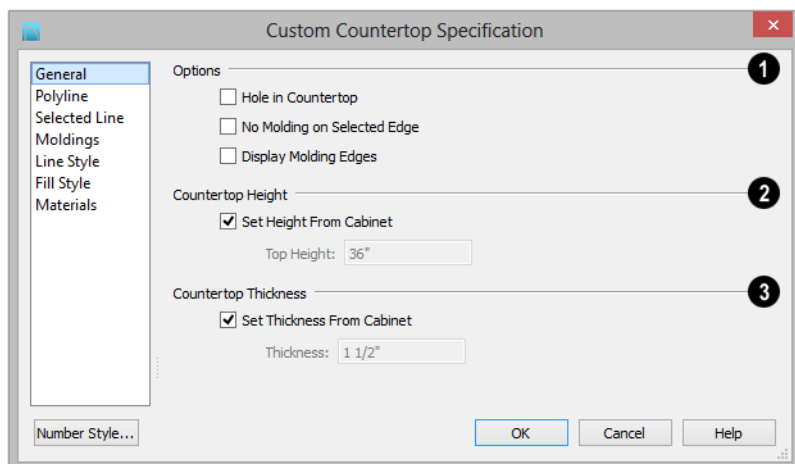 Custom Countertop Specification
General
Polyline
Selected Line
Moldings
Line Style
Fill Style
Materials
Options
1
Hole in Countertop
No Molding on Selected Edge
Display Molding Edges
Countertop Height
2
Set Height From Cabinet
Top Height: 36"
Countertop Thickness
3
Set Thickness From Cabinet
Thickness: 1 1/2"
Number Style... OK Cancel Help